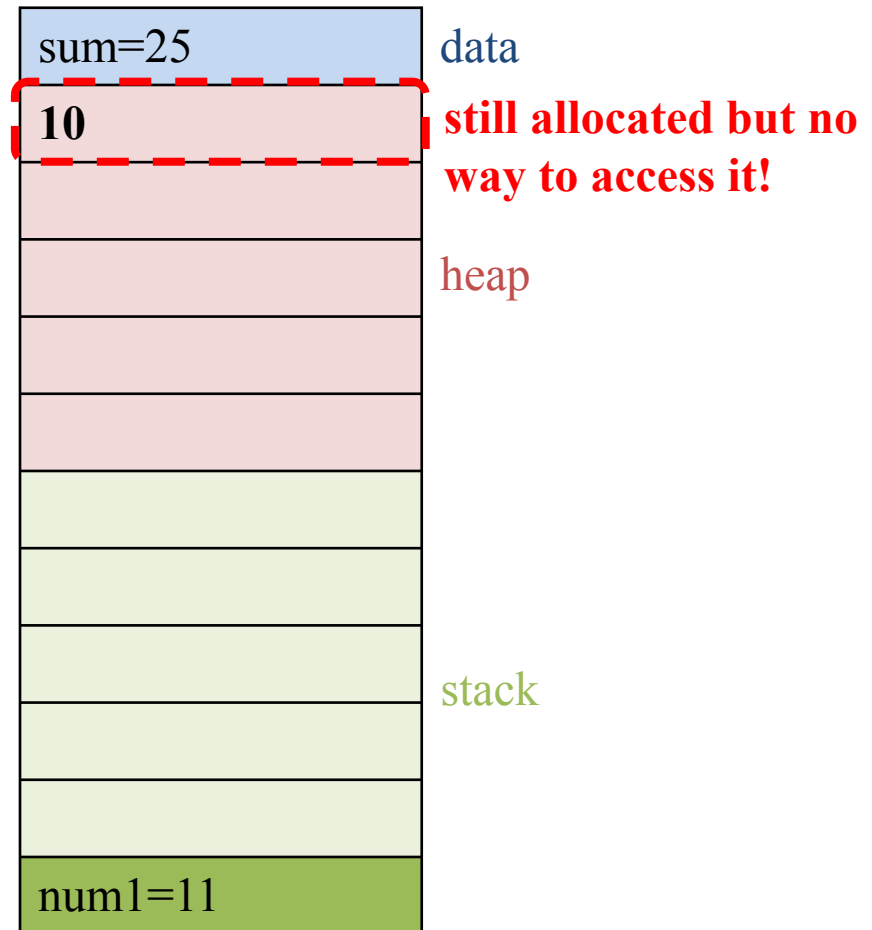 sum=25
data
10
still allocated but no
way to access it!
heap
stack
num1=11